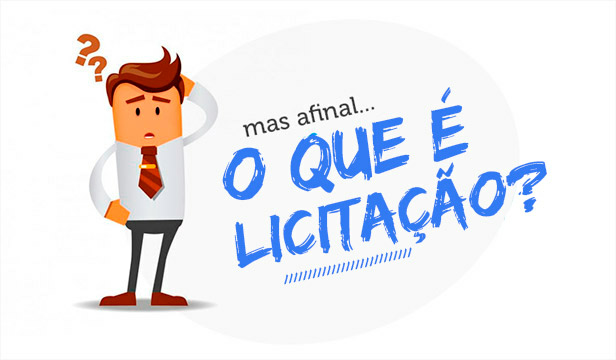 ??
mas afinal...
O QUE É
LICITAÇÃO?